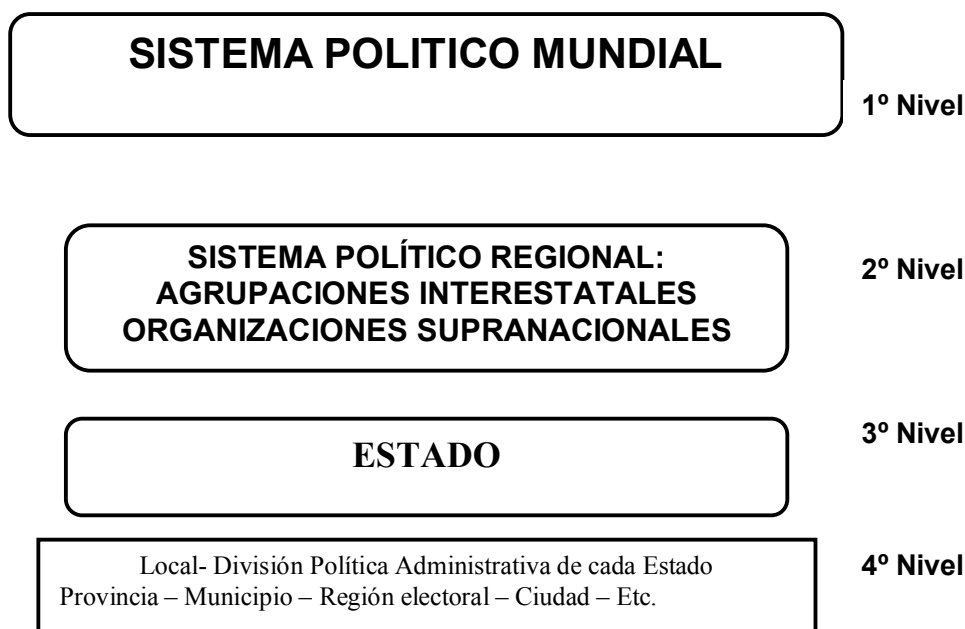 SISTEMA POLITICO MUNDIAL
1º Nivel
SISTEMA POLÍTICO REGIONAL:
AGRUPACIONES INTERESTATALES
ORGANIZACIONES SUPRANACIONALES
2º Nivel
ESTADO
3º Nivel
Local- División Política Administrativa de cada Estado
Provincia – Municipio – Región electoral – Ciudad – Etc.
4º Nivel